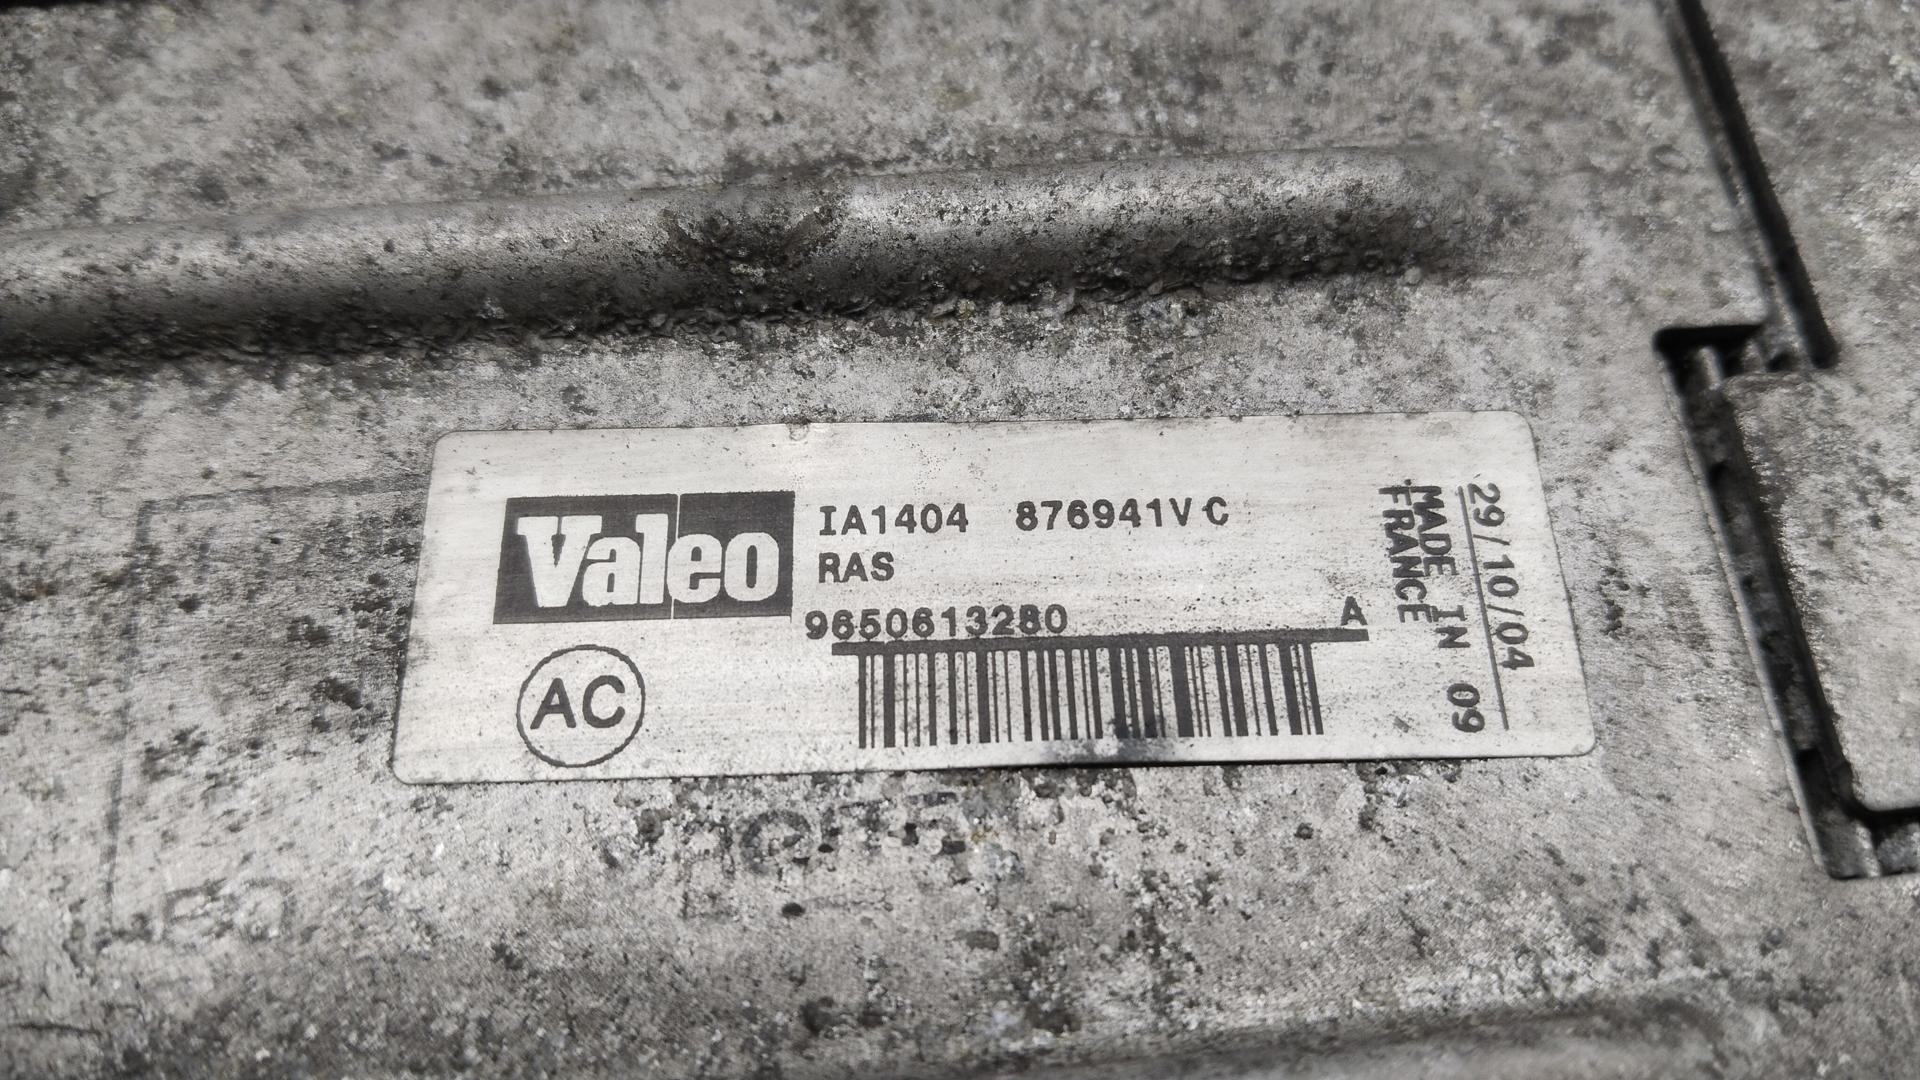 Valeo
IA1404 876941VC
RAS
9650613280 A
AC
29/10/04
MADE IN 09
FRANCE